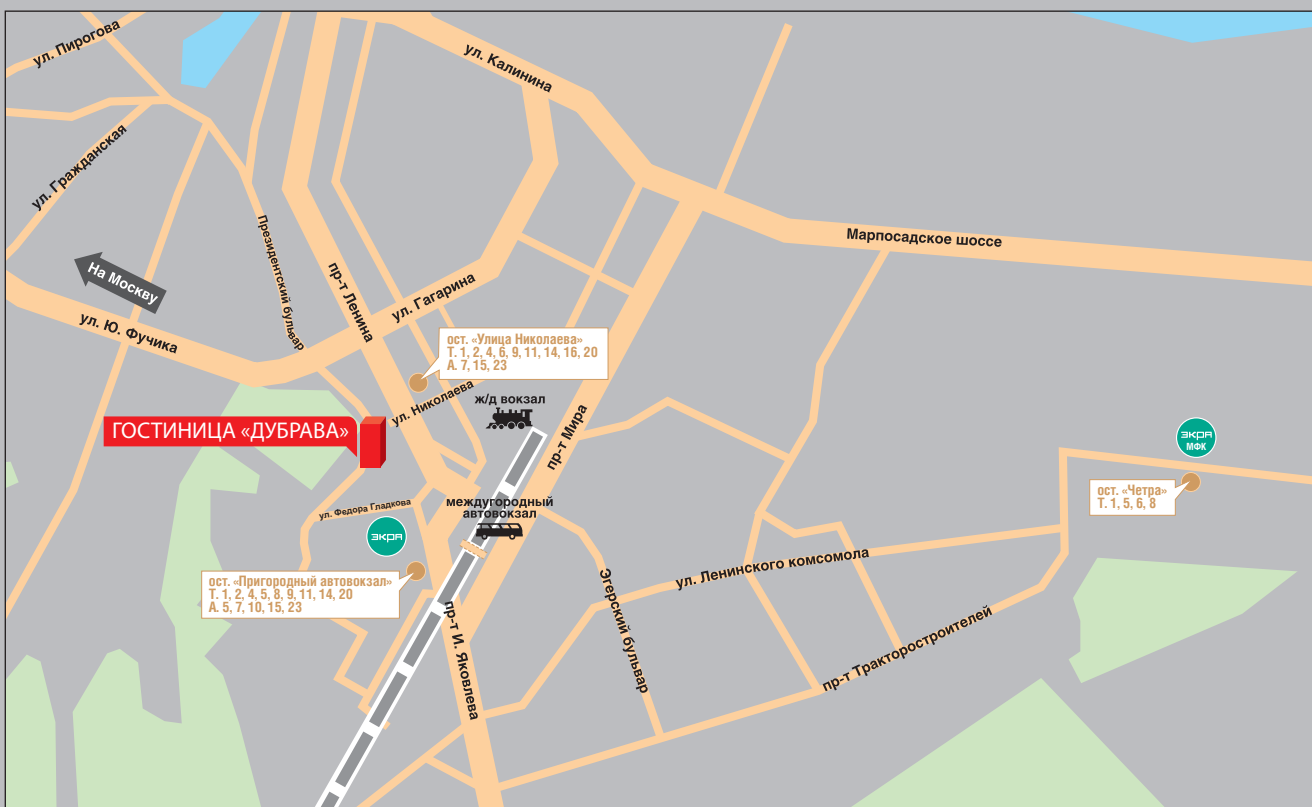 ул. Пирогова
ул. Калинина
ул. Гражданская
Президентский бульвар
Марпосадское шоссе
На Москву
пр-т Ленина
ул. Гагарина
ул. Ю. Фучика
ост. «Улица Николаева»
Т. 1, 2, 4, 6, 9, 11, 14, 16, 20
А. 7, 15, 23
ул. Николаева
ж/д вокзал
ГОСТИНИЦА «ДУБРАВА»
пр-т Мира
ЭКРА
МФК
ост. «Четра»
Т. 1, 5, 6, 8
междугородный
автовокзал
ул. Федора Гладкова
ЭКРА
ост. «Пригородный автовокзал»
Т. 1, 2, 4, 5, 8, 9, 11, 14, 20
А. 5, 7, 10, 15, 23
ул. Ленинского комсомола
Эгерский бульвар
пр-т И. Яковлева
пр-т Тракторостроителей